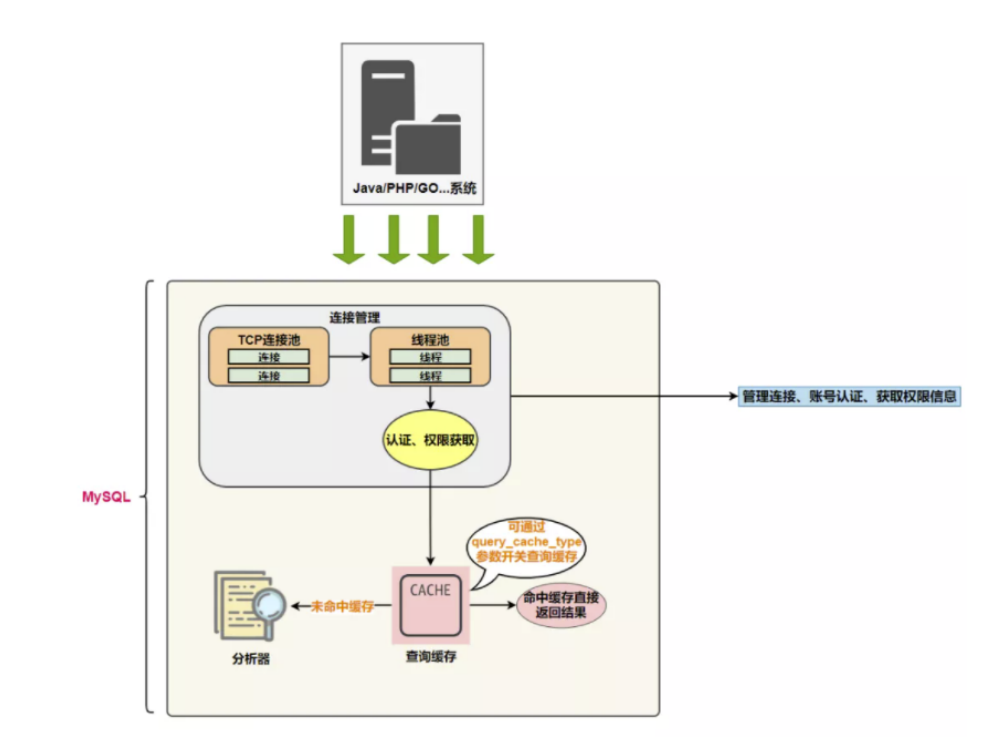 Java/PHP/GO...系统
连接管理
TCP连接池
连接
连接
线程池
线程
线程
认证、权限获取
管理连接、账号认证、获取权限信息
MySQL
可通过
query_cache_type
参数开关查询缓存
CACHE
查询缓存
命中缓存直接
返回结果
未命中缓存
分析器